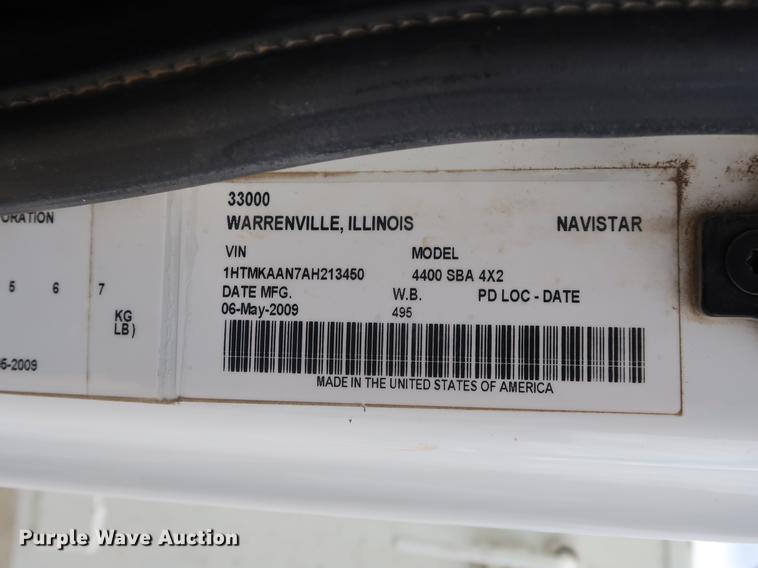 33000
ORATION
WARRENVILLE, ILLINOIS NAVISTAR
VIN MODEL
1HTMKAAN7AH213450 4400 SBA 4X2
5 6 7
DATE MFG. W.B. PD LOC - DATE
06-May-2009 495
KG
LB)
-2009
MADE IN THE UNITED STATES OF AMERICA
Purple Wave Auction